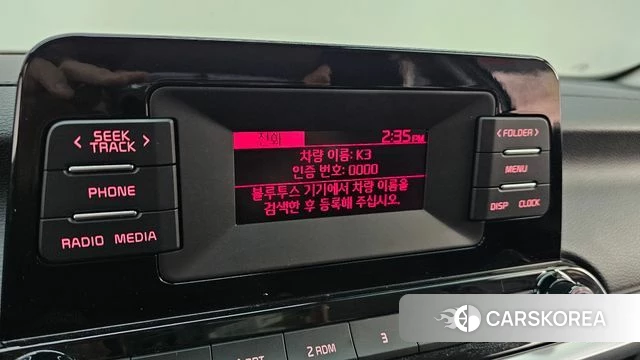 SEEK
TRACK
PHONE
RADIO MEDIA
전화 2:35 PM
차량 이름: K3
인증 번호: 0000
블루투스 기기에서 차량 이름을
검색한 후 등록해 주십시오.
FOLDER
MENU
DISP CLOCK
2 RDM
3
CARSKOREA